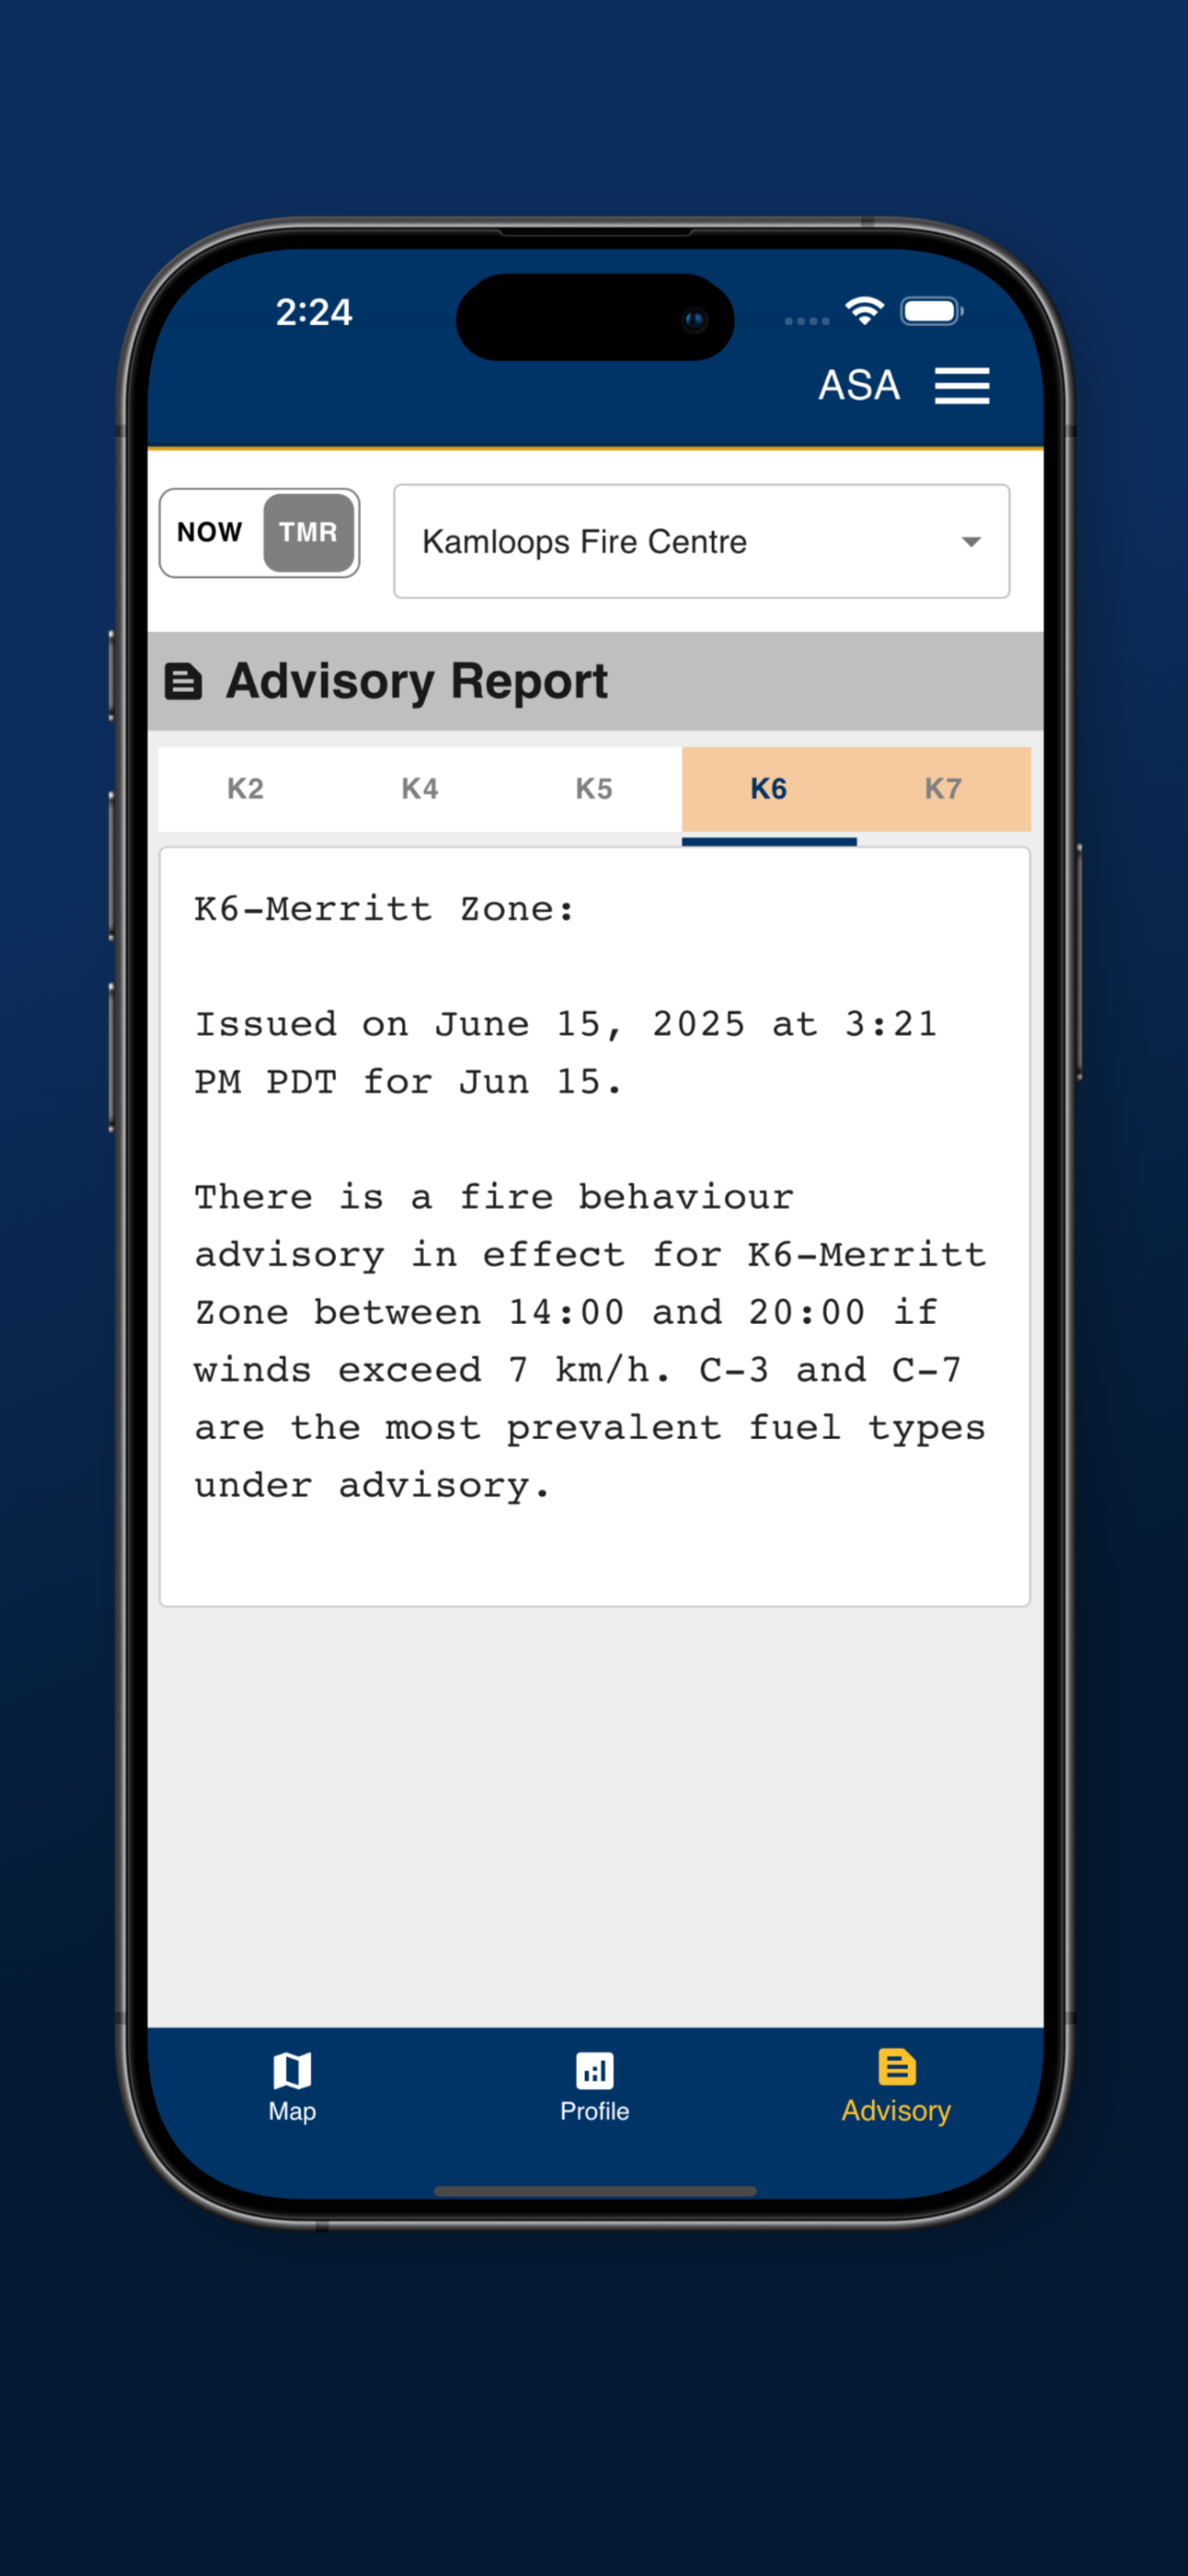 2:24
ASA
NOW TMR Kamloops Fire Centre
Advisory Report
K2 K4 K5 K6 K7
K6-Merritt Zone:
Issued on June 15, 2025 at 3:21
PM PDT for Jun 15.
There is a fire behaviour
advisory in effect for K6-Merritt
Zone between 14:00 and 20:00 if
winds exceed 7 km/h. C-3 and C-7
are the most prevalent fuel types
under advisory.
Map Profile Advisory